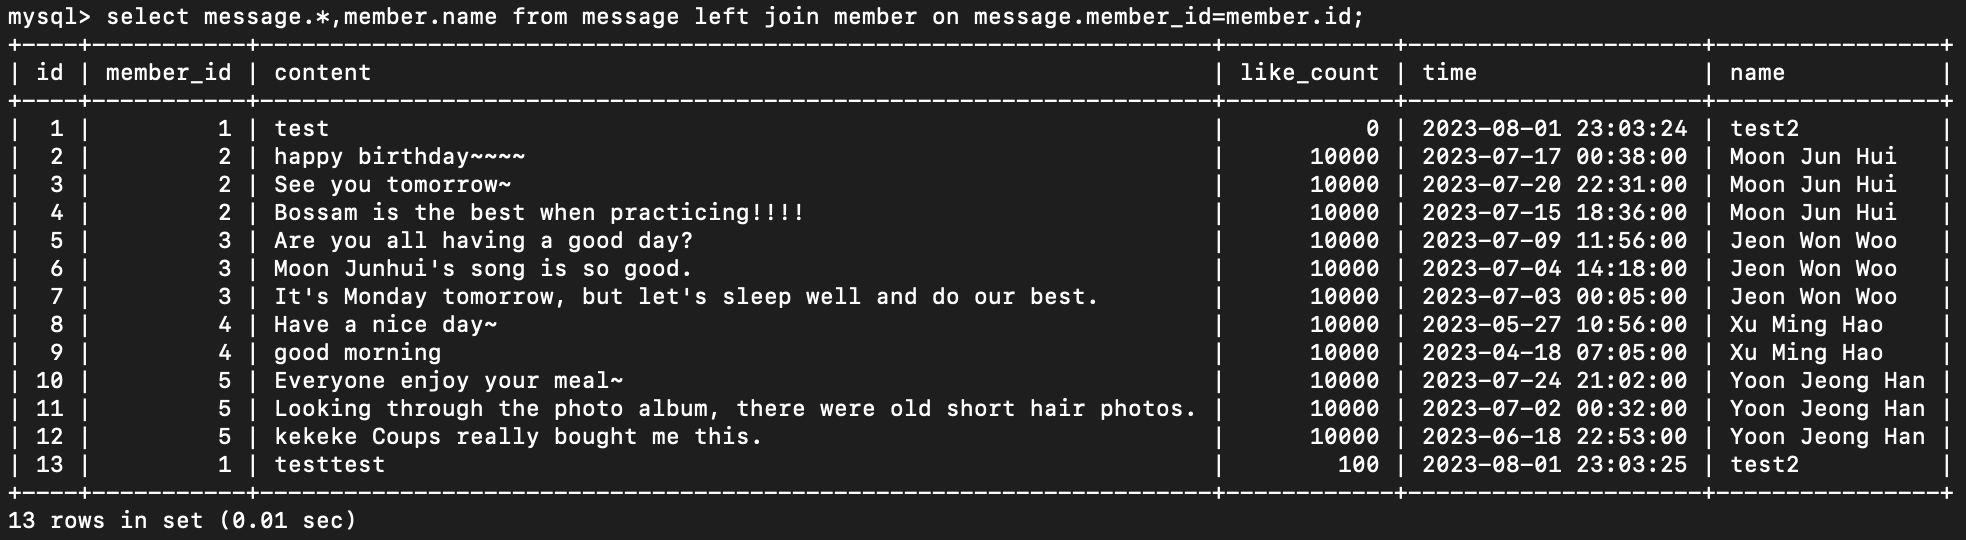 mysql> select message.*,member.name from message left join member on message.member_id=member.id;
+----+-----------+--------------------------------------------------------------------+------------+---------------------+----------------+
| id | member_id | content                                                            | like_count | time                | name           |
+----+-----------+--------------------------------------------------------------------+------------+---------------------+----------------+
|  1 |         1 | test                                                               |          0 | 2023-08-01 23:03:24 | test2          |
|  2 |         2 | happy birthday~~~~                                                 |      10000 | 2023-07-17 00:38:00 | Moon Jun Hui   |
|  3 |         2 | See you tomorrow~                                                  |      10000 | 2023-07-20 22:31:00 | Moon Jun Hui   |
|  4 |         2 | Bossam is the best when practicing!!!!                             |      10000 | 2023-07-15 18:36:00 | Moon Jun Hui   |
|  5 |         3 | Are you all having a good day?                                     |      10000 | 2023-07-09 11:56:00 | Jeon Won Woo   |
|  6 |         3 | Moon Junhui's song is so good.                                     |      10000 | 2023-07-04 14:18:00 | Jeon Won Woo   |
|  7 |         3 | It's Monday tomorrow, but let's sleep well and do our best.        |      10000 | 2023-07-03 00:05:00 | Jeon Won Woo   |
|  8 |         4 | Have a nice day~                                                   |      10000 | 2023-05-27 10:56:00 | Xu Ming Hao    |
|  9 |         4 | good morning                                                       |      10000 | 2023-04-18 07:05:00 | Xu Ming Hao    |
| 10 |         5 | Everyone enjoy your meal~                                          |      10000 | 2023-07-24 21:02:00 | Yoon Jeong Han |
| 11 |         5 | Looking through the photo album, there were old short hair photos. |      10000 | 2023-07-02 00:32:00 | Yoon Jeong Han |
| 12 |         5 | kekeke Coups really bought me this.                                |      10000 | 2023-06-18 22:53:00 | Yoon Jeong Han |
| 13 |         1 | testtest                                                           |        100 | 2023-08-01 23:03:25 | test2          |
+----+-----------+--------------------------------------------------------------------+------------+---------------------+----------------+
13 rows in set (0.01 sec)